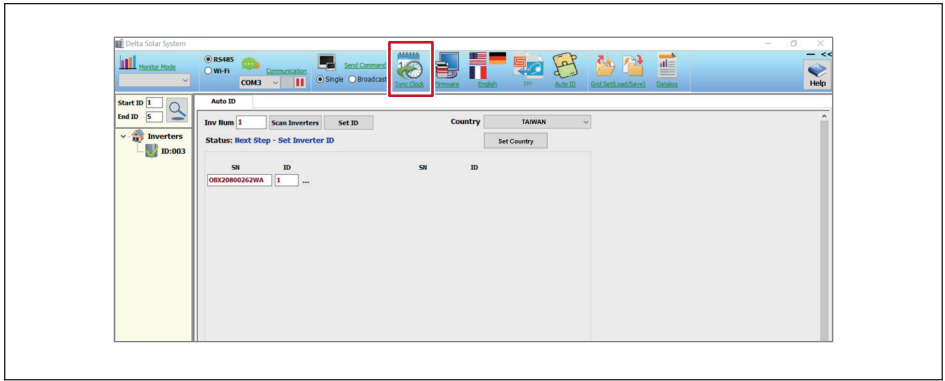 Delta Solar System
Monitor Mode
RS485
Wi-Fi
COM3
Communication
Send Command
Single
Broadcast
Sync Clock
Firmware
English
???
Auto ID
Grid Set(Load/Save)
Datalog
<<
Help
Start ID 1
End ID 5
Inverters
ID:003
Auto ID
Inv Num 1 Scan Inverters Set ID Country TAIWAN
Status: Next Step - Set Inverter ID Set Country
SN ID SN ID
OBX20800262WA 1 ...